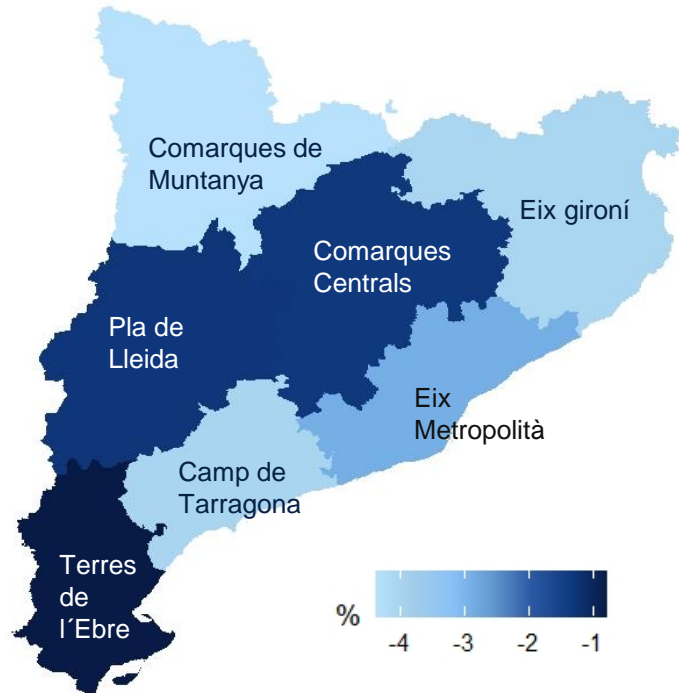 Comarques de
Muntanya
Eix gironí
Comarques
Centrals
Pla de
Lleida
Eix
Metropolità
Camp de
Tarragona
Terres
de
l´Ebre
%
-4 -3 -2 -1